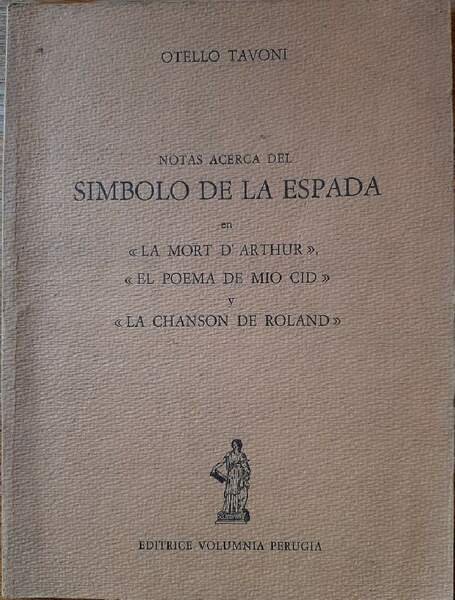 OTELLO TAVONI
NOTAS ACERCA DEL
SIMBOLO DE LA ESPADA
en
« LA MORT D' ARTHUR »,
« EL POEMA DE MIO CID »
y
« LA CHANSON DE ROLAND »
EDITRICE VOLUMNIA PERUGIA